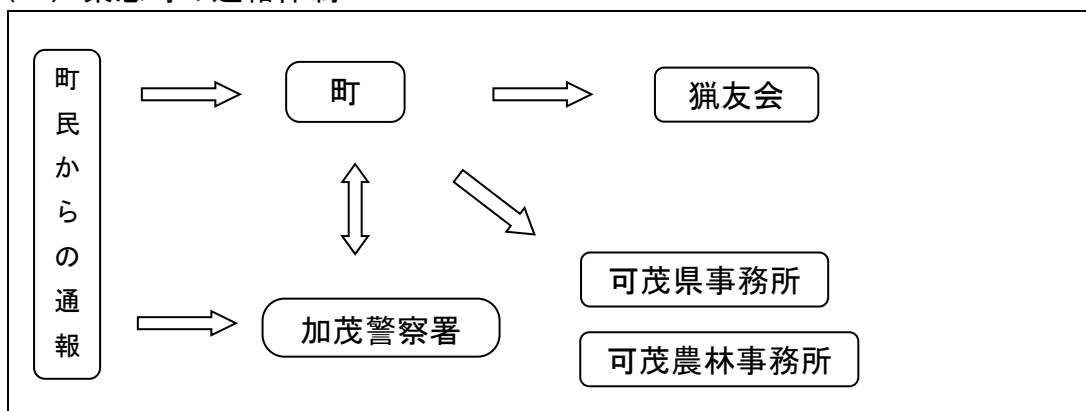 町民からの通報
町
猟友会
加茂警察署
可茂県事務所
可茂農林事務所